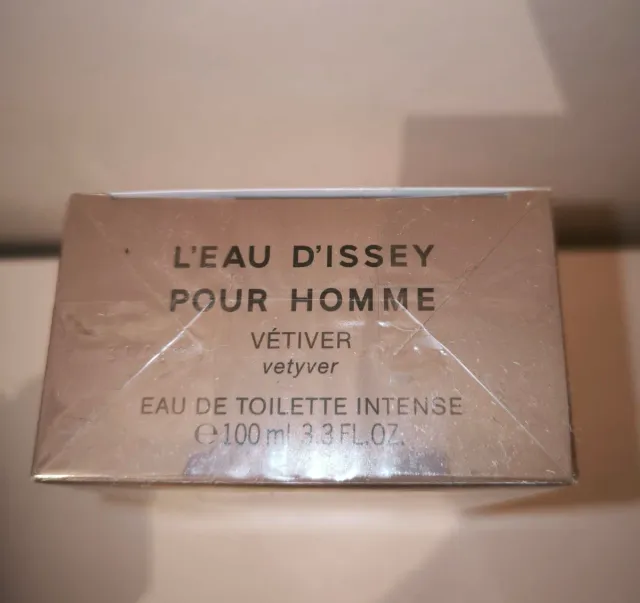 L'EAU D'ISSEY
POUR HOMME
VÉTIVER
vetyver
EAU DE TOILETTE INTENSE
℮100 ml 3.3 FL.OZ.